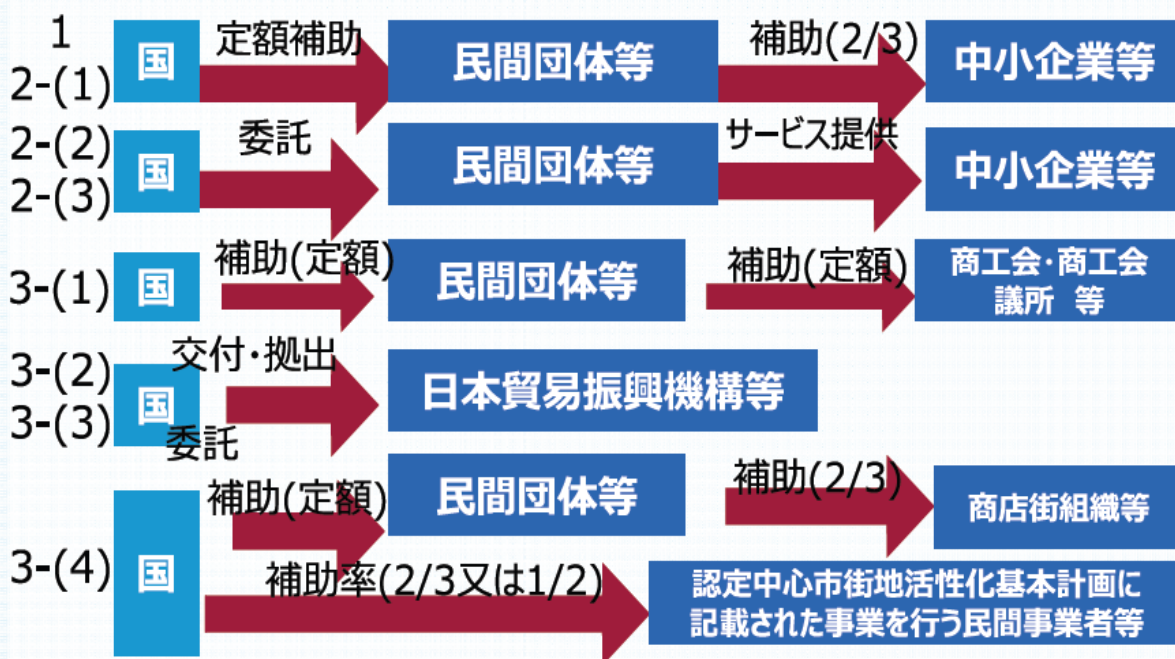 1
2-(1)
国
定額補助
民間団体等
補助(2/3)
中小企業等
2-(2)
2-(3)
国
委託
民間団体等
サービス提供
中小企業等
3-(1)
国
補助(定額)
民間団体等
補助(定額)
商工会・商工会
議所 等
3-(2)
3-(3)
国
交付・拠出
委託
日本貿易振興機構等
3-(4)
国
補助(定額)
民間団体等
補助(2/3)
商店街組織等
補助率(2/3又は1/2)
認定中心市街地活性化基本計画に
記載された事業を行う民間事業者等